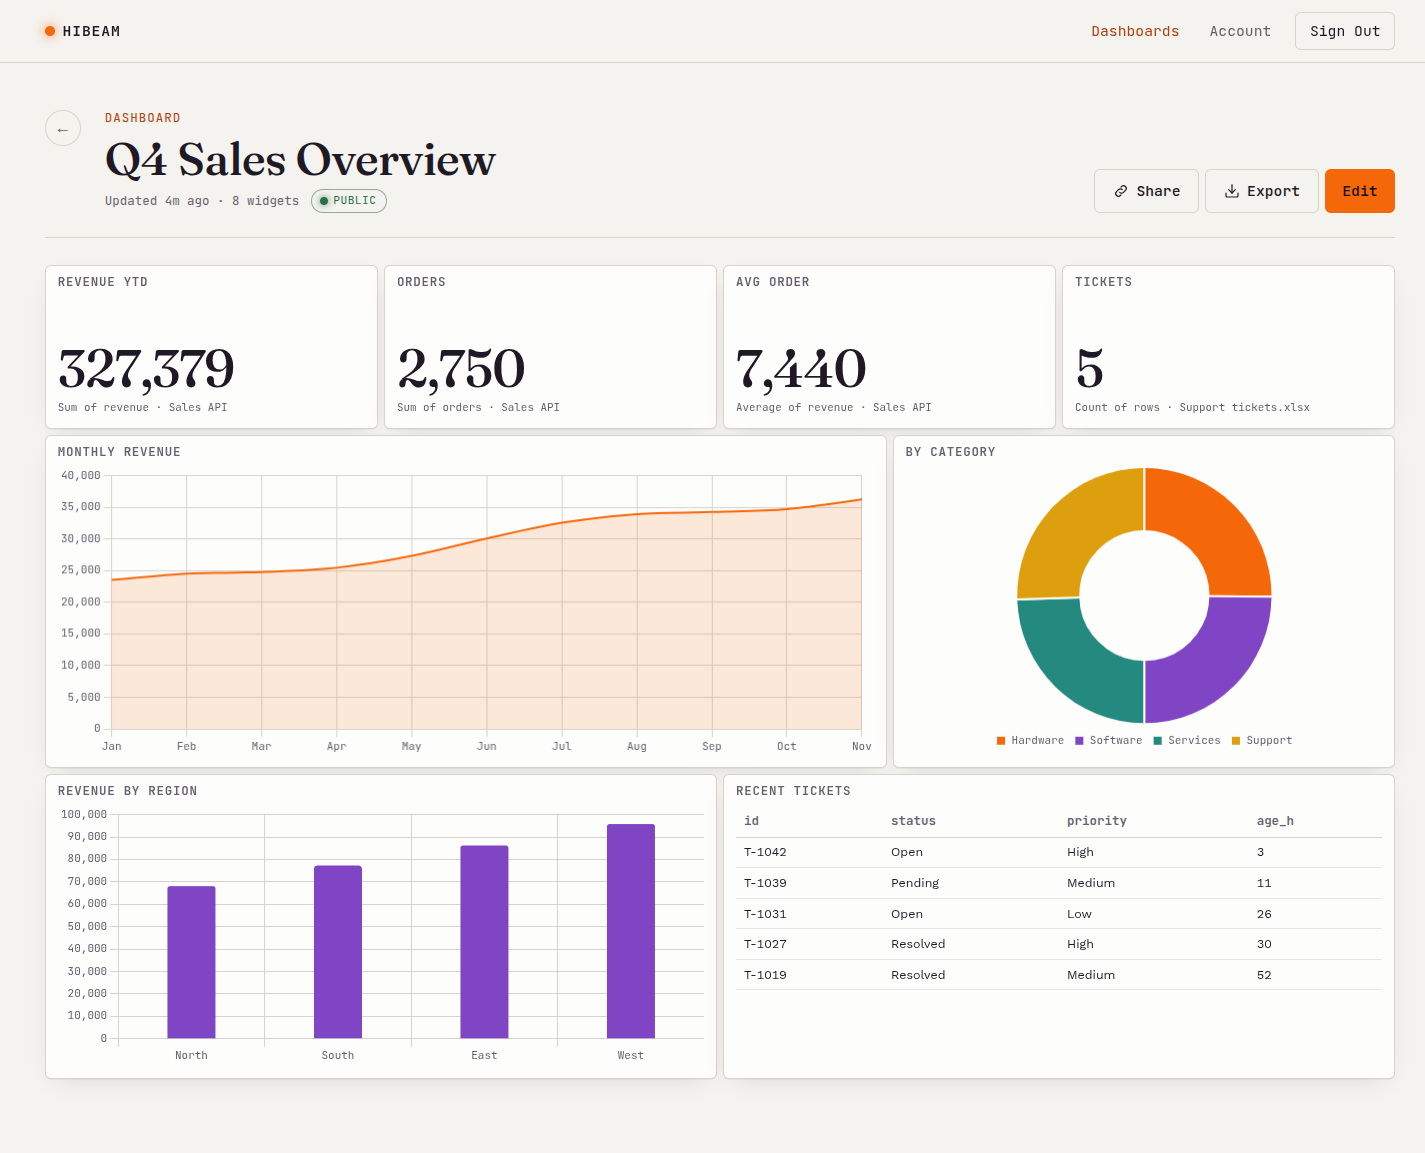 HIBEAM
Dashboards
Account
Sign Out
←
DASHBOARD
Q4 Sales Overview
Updated 4m ago · 8 widgets
PUBLIC
Share
Export
Edit
REVENUE YTD
327,379
Sum of revenue · Sales API
ORDERS
2,750
Sum of orders · Sales API
AVG ORDER
7,440
Average of revenue · Sales API
TICKETS
5
Count of rows · Support tickets.xlsx
MONTHLY REVENUE
40,000
35,000
30,000
25,000
20,000
15,000
10,000
5,000
0
Jan Feb Mar Apr May Jun Jul Aug Sep Oct Nov
BY CATEGORY
Hardware Software Services Support
REVENUE BY REGION
100,000
90,000
80,000
70,000
60,000
50,000
40,000
30,000
20,000
10,000
0
North South East West
RECENT TICKETS
id status priority age_h
T-1042 Open High 3
T-1039 Pending Medium 11
T-1031 Open Low 26
T-1027 Resolved High 30
T-1019 Resolved Medium 52